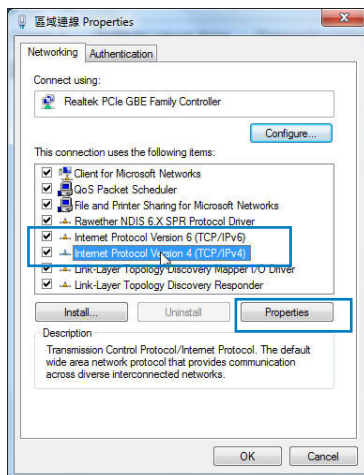 區域連線 Properties
Networking
Authentication
Connect using:
Realtek PCIe GBE Family Controller
Configure...
This connection uses the following items:
Client for Microsoft Networks
QoS Packet Scheduler
File and Printer Sharing for Microsoft Networks
Rawether NDIS 6.X SPR Protocol Driver
Internet Protocol Version 6 (TCP/IPv6)
Internet Protocol Version 4 (TCP/IPv4)
Link-Layer Topology Discovery Mapper I/O Driver
Link-Layer Topology Discovery Responder
Install...
Uninstall
Properties
Description
Transmission Control Protocol/Internet Protocol. The default
wide area network protocol that provides communication
across diverse interconnected networks.
OK
Cancel